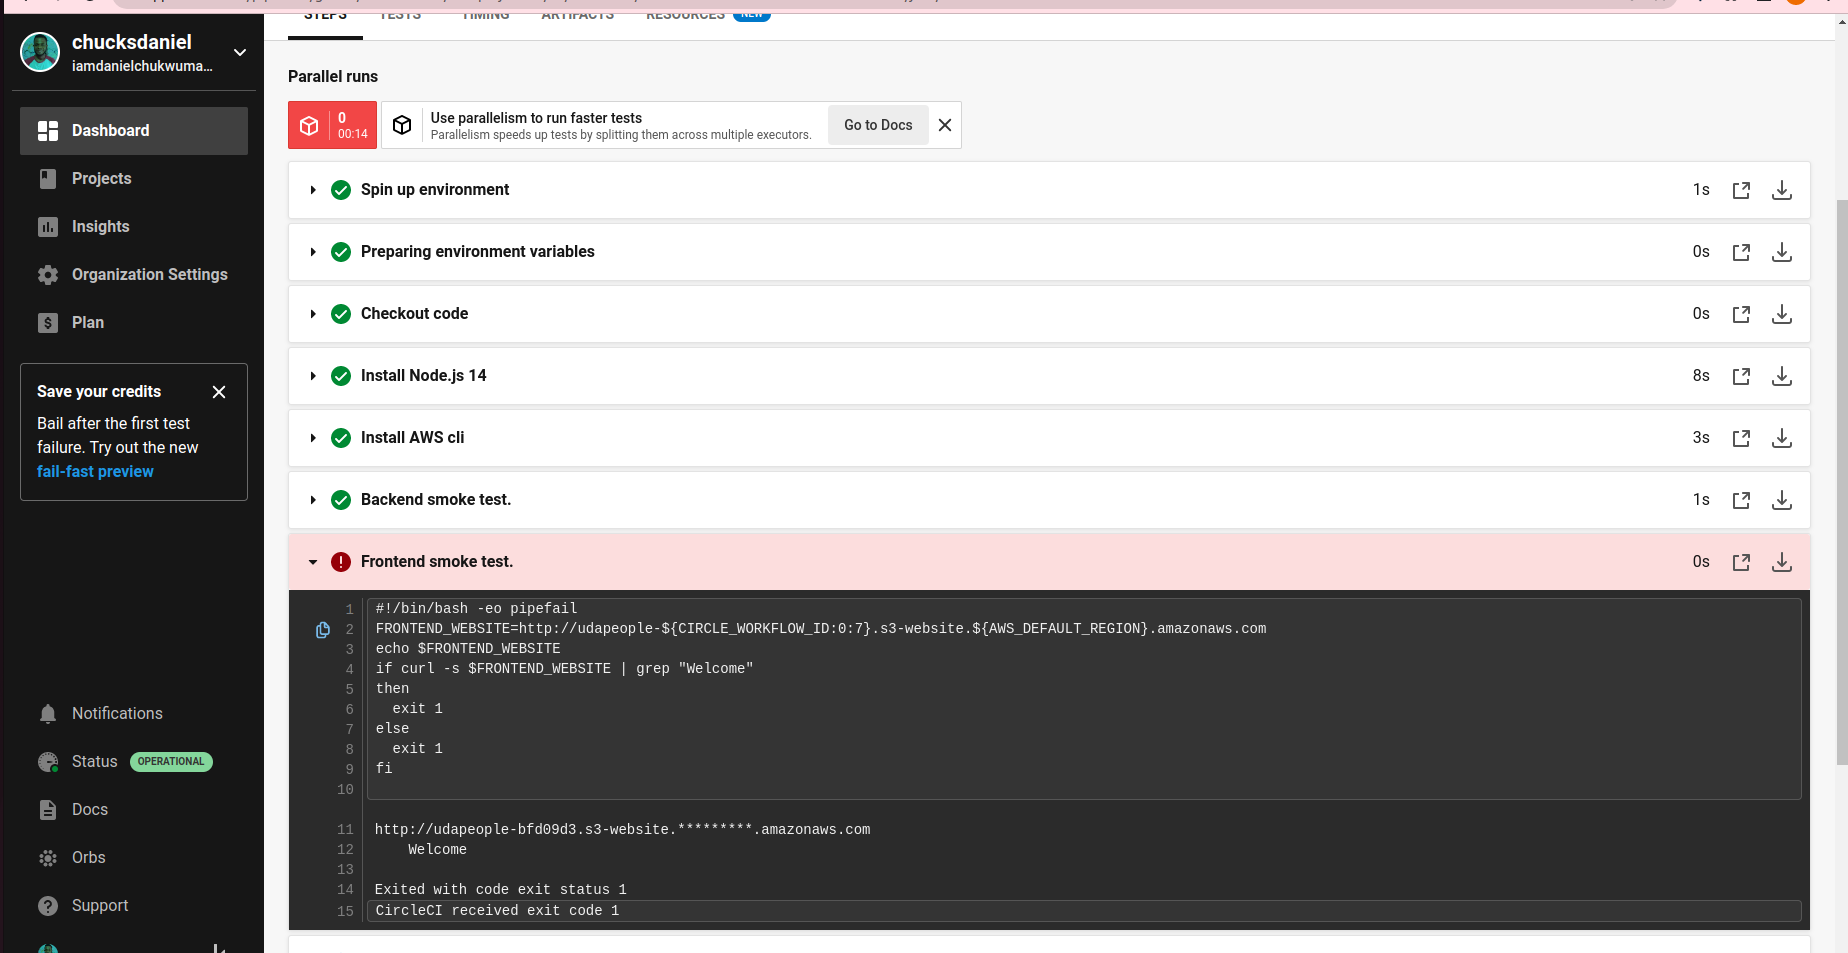 STEPS TESTS TIMING ARTIFACTS RESOURCES NEW
chucksdaniel
iamdanielchukwuma...
Dashboard
Projects
Insights
Organization Settings
Plan
Save your credits
Bail after the first test
failure. Try out the new
fail-fast preview
Notifications
Status OPERATIONAL
Docs
Orbs
Support
Parallel runs
0
00:14
Use parallelism to run faster tests
Parallelism speeds up tests by splitting them across multiple executors.
Go to Docs
Spin up environment 1s
Preparing environment variables 0s
Checkout code 0s
Install Node.js 14 8s
Install AWS cli 3s
Backend smoke test. 1s
Frontend smoke test. 0s
1 #!/bin/bash -eo pipefail
2 FRONTEND_WEBSITE=http://udapeople-${CIRCLE_WORKFLOW_ID:0:7}.s3-website.${AWS_DEFAULT_REGION}.amazonaws.com
3 echo $FRONTEND_WEBSITE
4 if curl -s $FRONTEND_WEBSITE | grep "Welcome"
5 then
6   exit 1
7 else
8   exit 1
9 fi
10
11 http://udapeople-bfd09d3.s3-website.*********.amazonaws.com
12     Welcome
13
14 Exited with code exit status 1
15 CircleCI received exit code 1